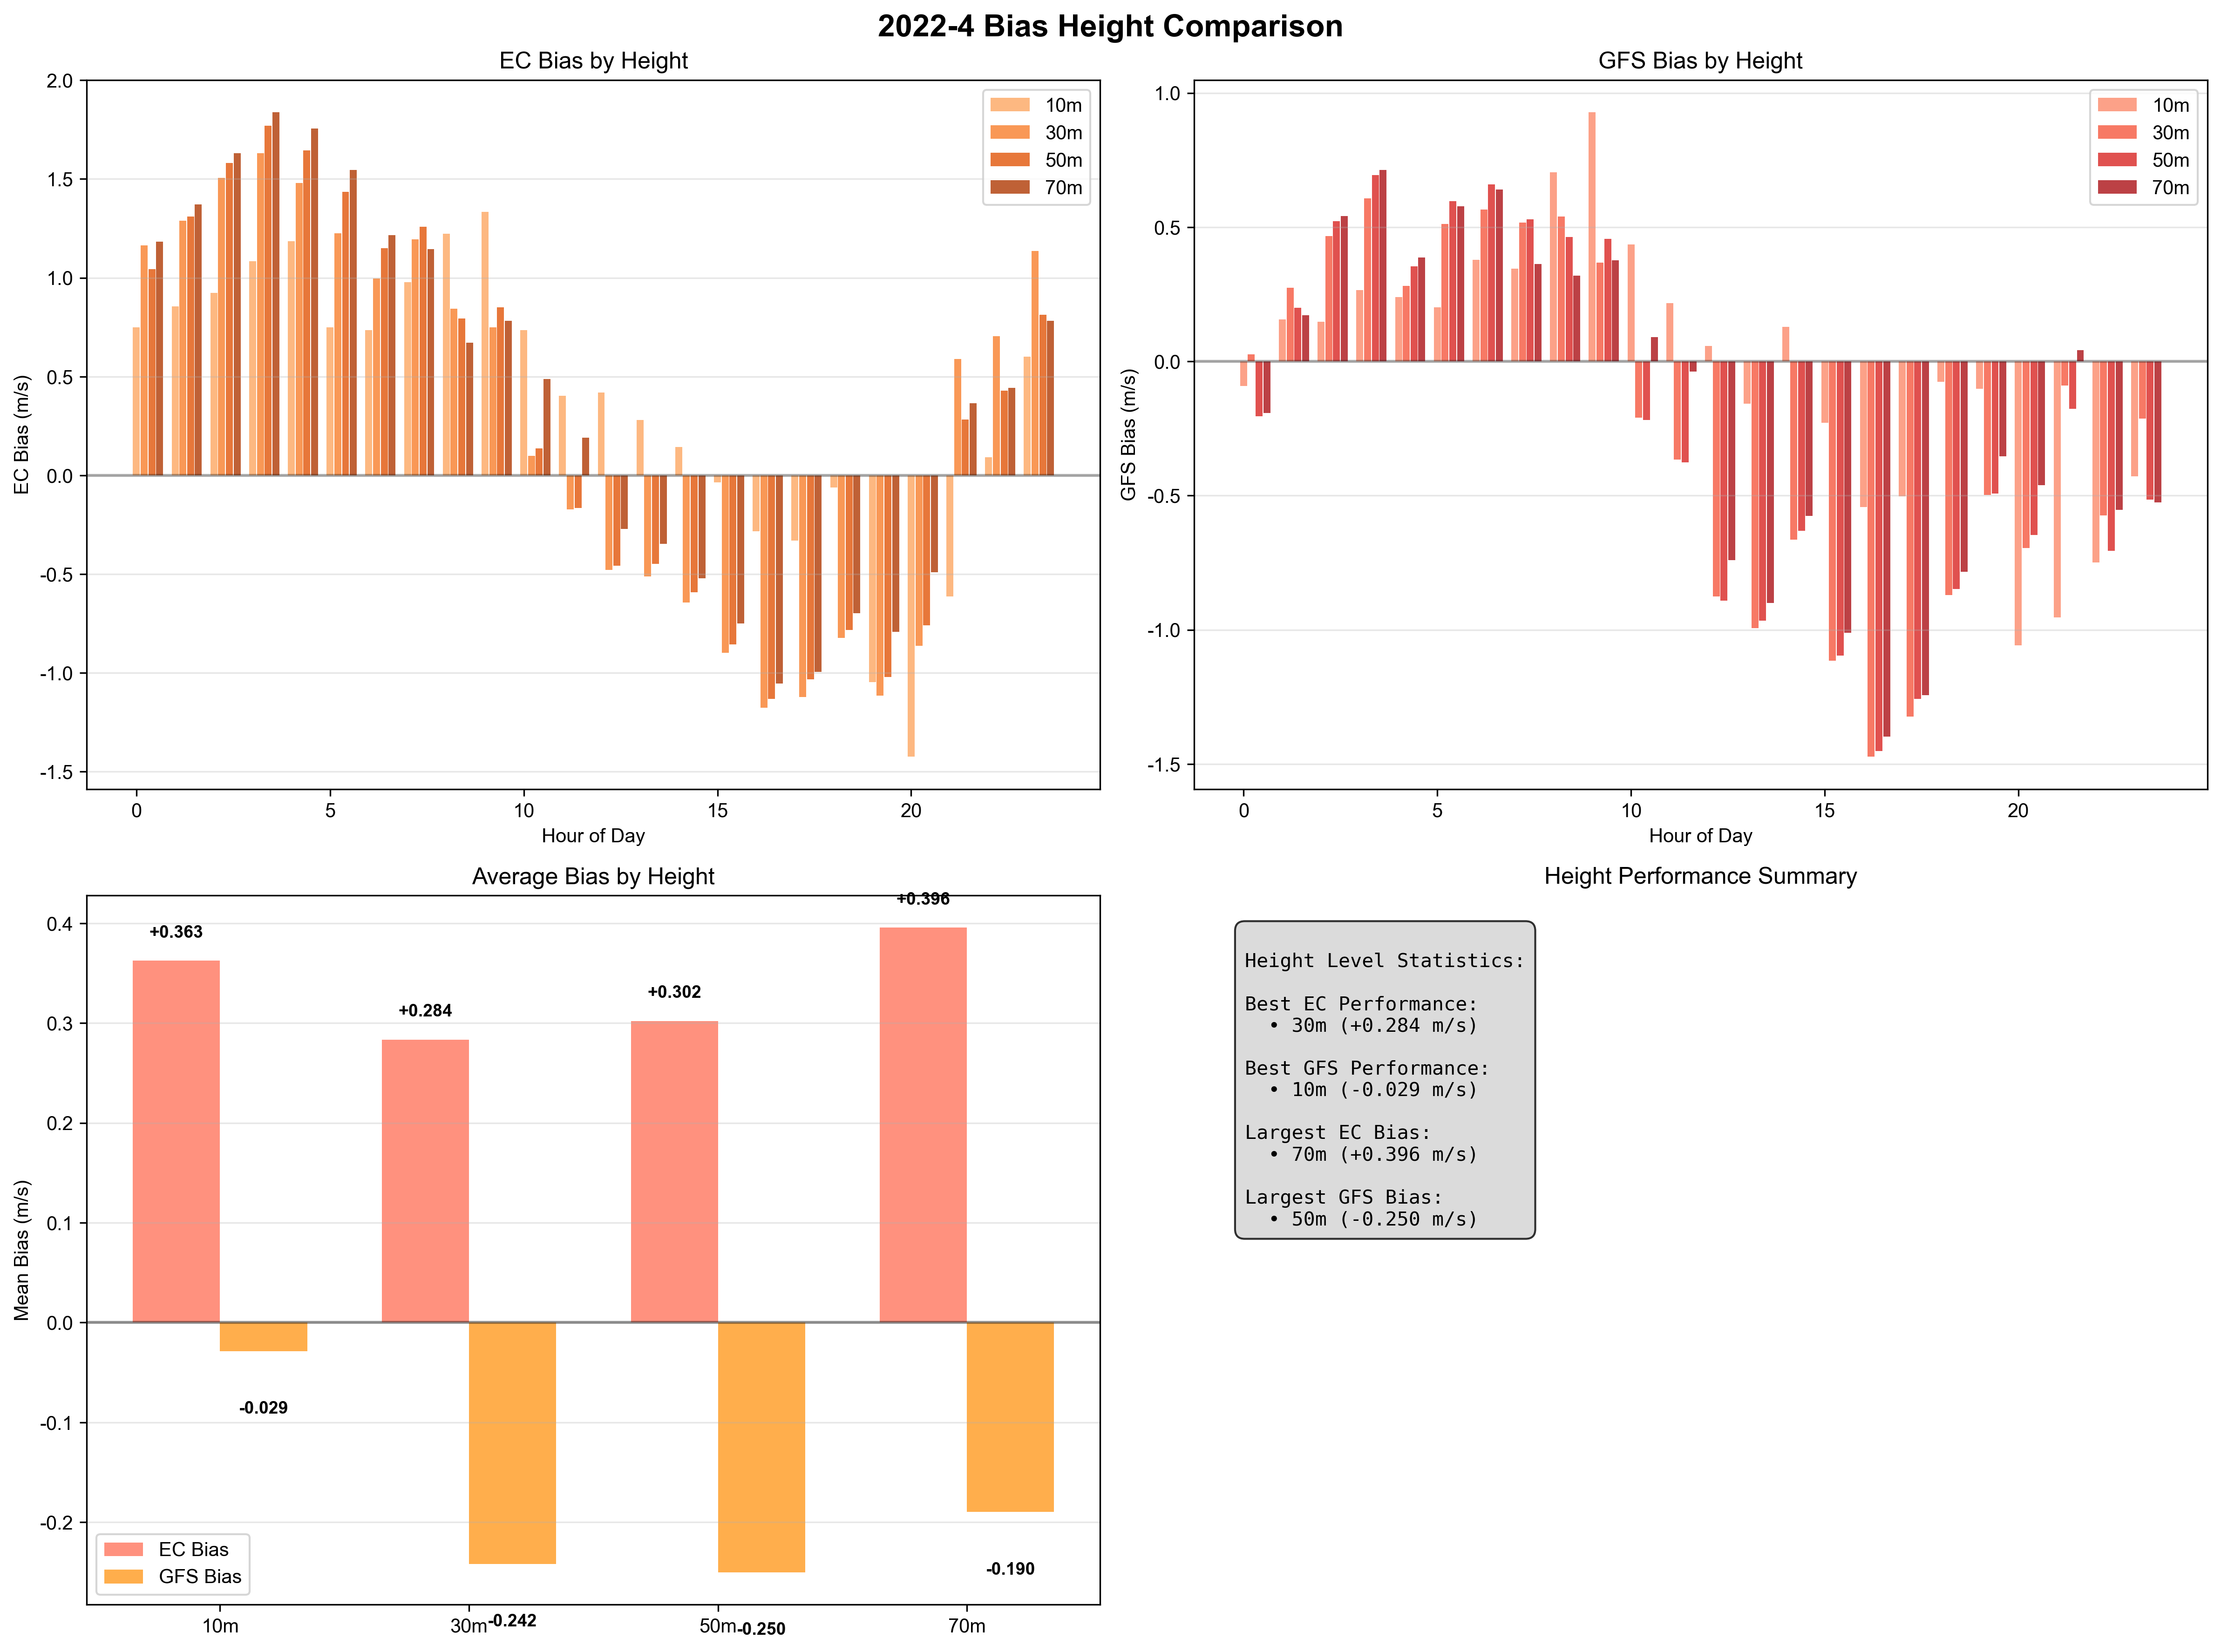 2022-4 Bias Height Comparison
EC Bias by Height
2.0
1.5
1.0
0.5
0.0
-0.5
-1.0
-1.5
EC Bias (m/s)
10m
30m
50m
70m
0 5 10 15 20
Hour of Day
GFS Bias by Height
1.0
0.5
0.0
-0.5
-1.0
-1.5
GFS Bias (m/s)
10m
30m
50m
70m
0 5 10 15 20
Hour of Day
Average Bias by Height
0.4
0.3
0.2
0.1
0.0
-0.1
-0.2
Mean Bias (m/s)
+0.363
+0.284
+0.302
+0.396
-0.029
-0.242
-0.250
-0.190
EC Bias
GFS Bias
10m 30m 50m 70m
Height Performance Summary
Height Level Statistics:
Best EC Performance:
• 30m (+0.284 m/s)
Best GFS Performance:
• 10m (-0.029 m/s)
Largest EC Bias:
• 70m (+0.396 m/s)
Largest GFS Bias:
• 50m (-0.250 m/s)